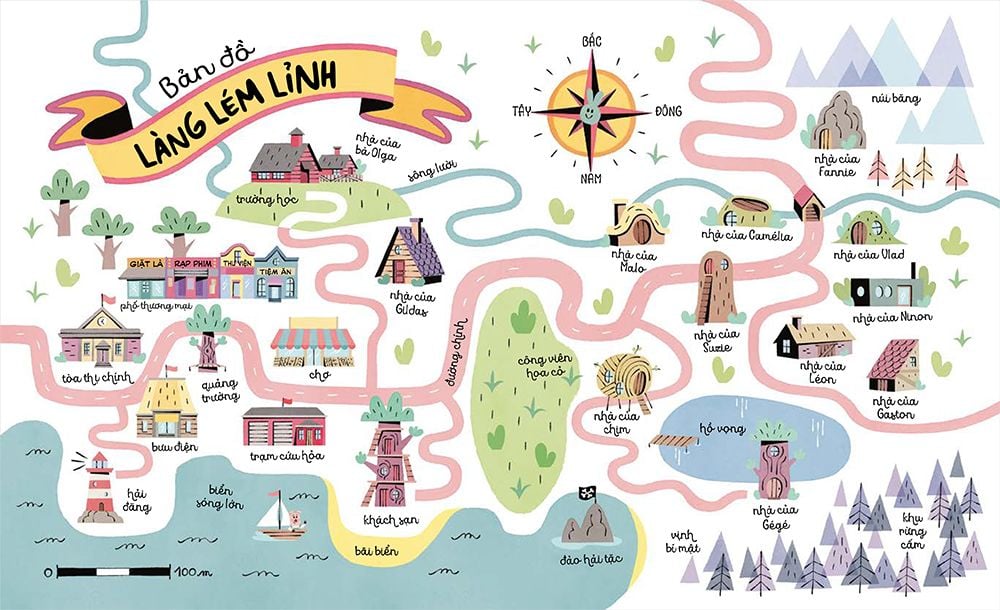 Bản đồ
LÀNG LÉM LỈNH
BẮC
TÂY
ĐÔNG
NAM
núi băng
nhà của
Fannie
nhà của
bà Olga
sông lười
trường học
nhà của Camélia
nhà của
Malo
nhà của Vlad
GIẶT LÀ
RẠP PHIM
THƯ VIỆN
TIỆM ĂN
phố thương mại
nhà của
Gildas
nhà của Ninon
nhà của
Suzie
nhà của
Léon
nhà của
Gaston
tòa thị chính
quảng
trường
chợ
đường chính
công viên
hoa cỏ
nhà của
chim
hồ vọng
bưu điện
trạm cứu hỏa
hải
đăng
biển
sóng lớn
khách sạn
bãi biển
đảo hải tặc
vịnh
bí mật
nhà của
Gégé
khu
rừng
cấm
0 100m